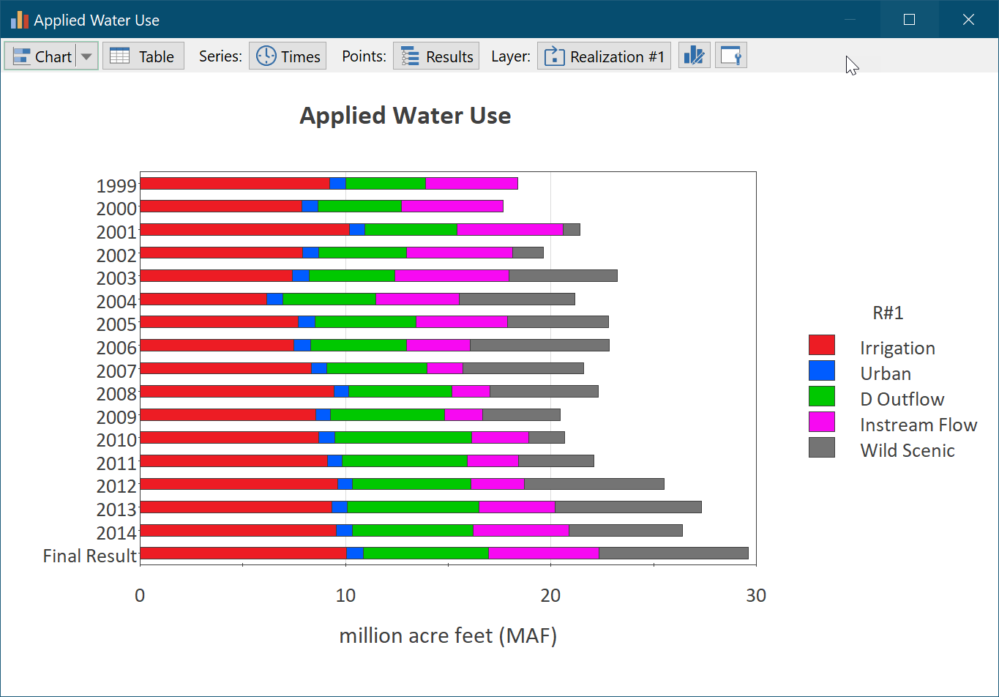 Applied Water Use
Chart Table Series: Times Points: Results Layer: Realization #1
Applied Water Use
1999
2000
2001
2002
2003
2004
2005
2006
2007
2008
2009
2010
2011
2012
2013
2014
Final Result
0 10 20 30
million acre feet (MAF)
R#1
Irrigation
Urban
D Outflow
Instream Flow
Wild Scenic